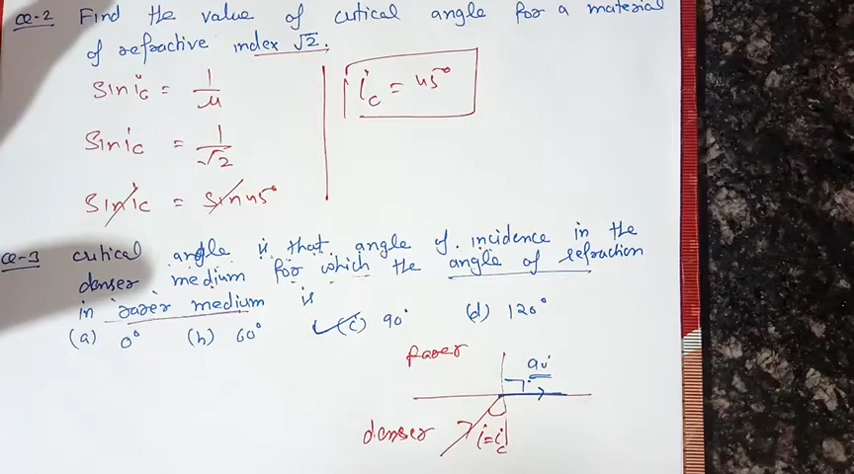 Q-2 Find the value of critical angle for a material
of refractive index √2.
Sin ic = 1/μ
Sin ic = 1/√2
Sin ic = Sin 45°
ic = 45°
Q-3 critical angle is that angle of incidence in the
denser medium for which the angle of refraction
in rarer medium is
(a) 0° (b) 60° (c) 90° (d) 120°
rarer
90°
denser
i=ic